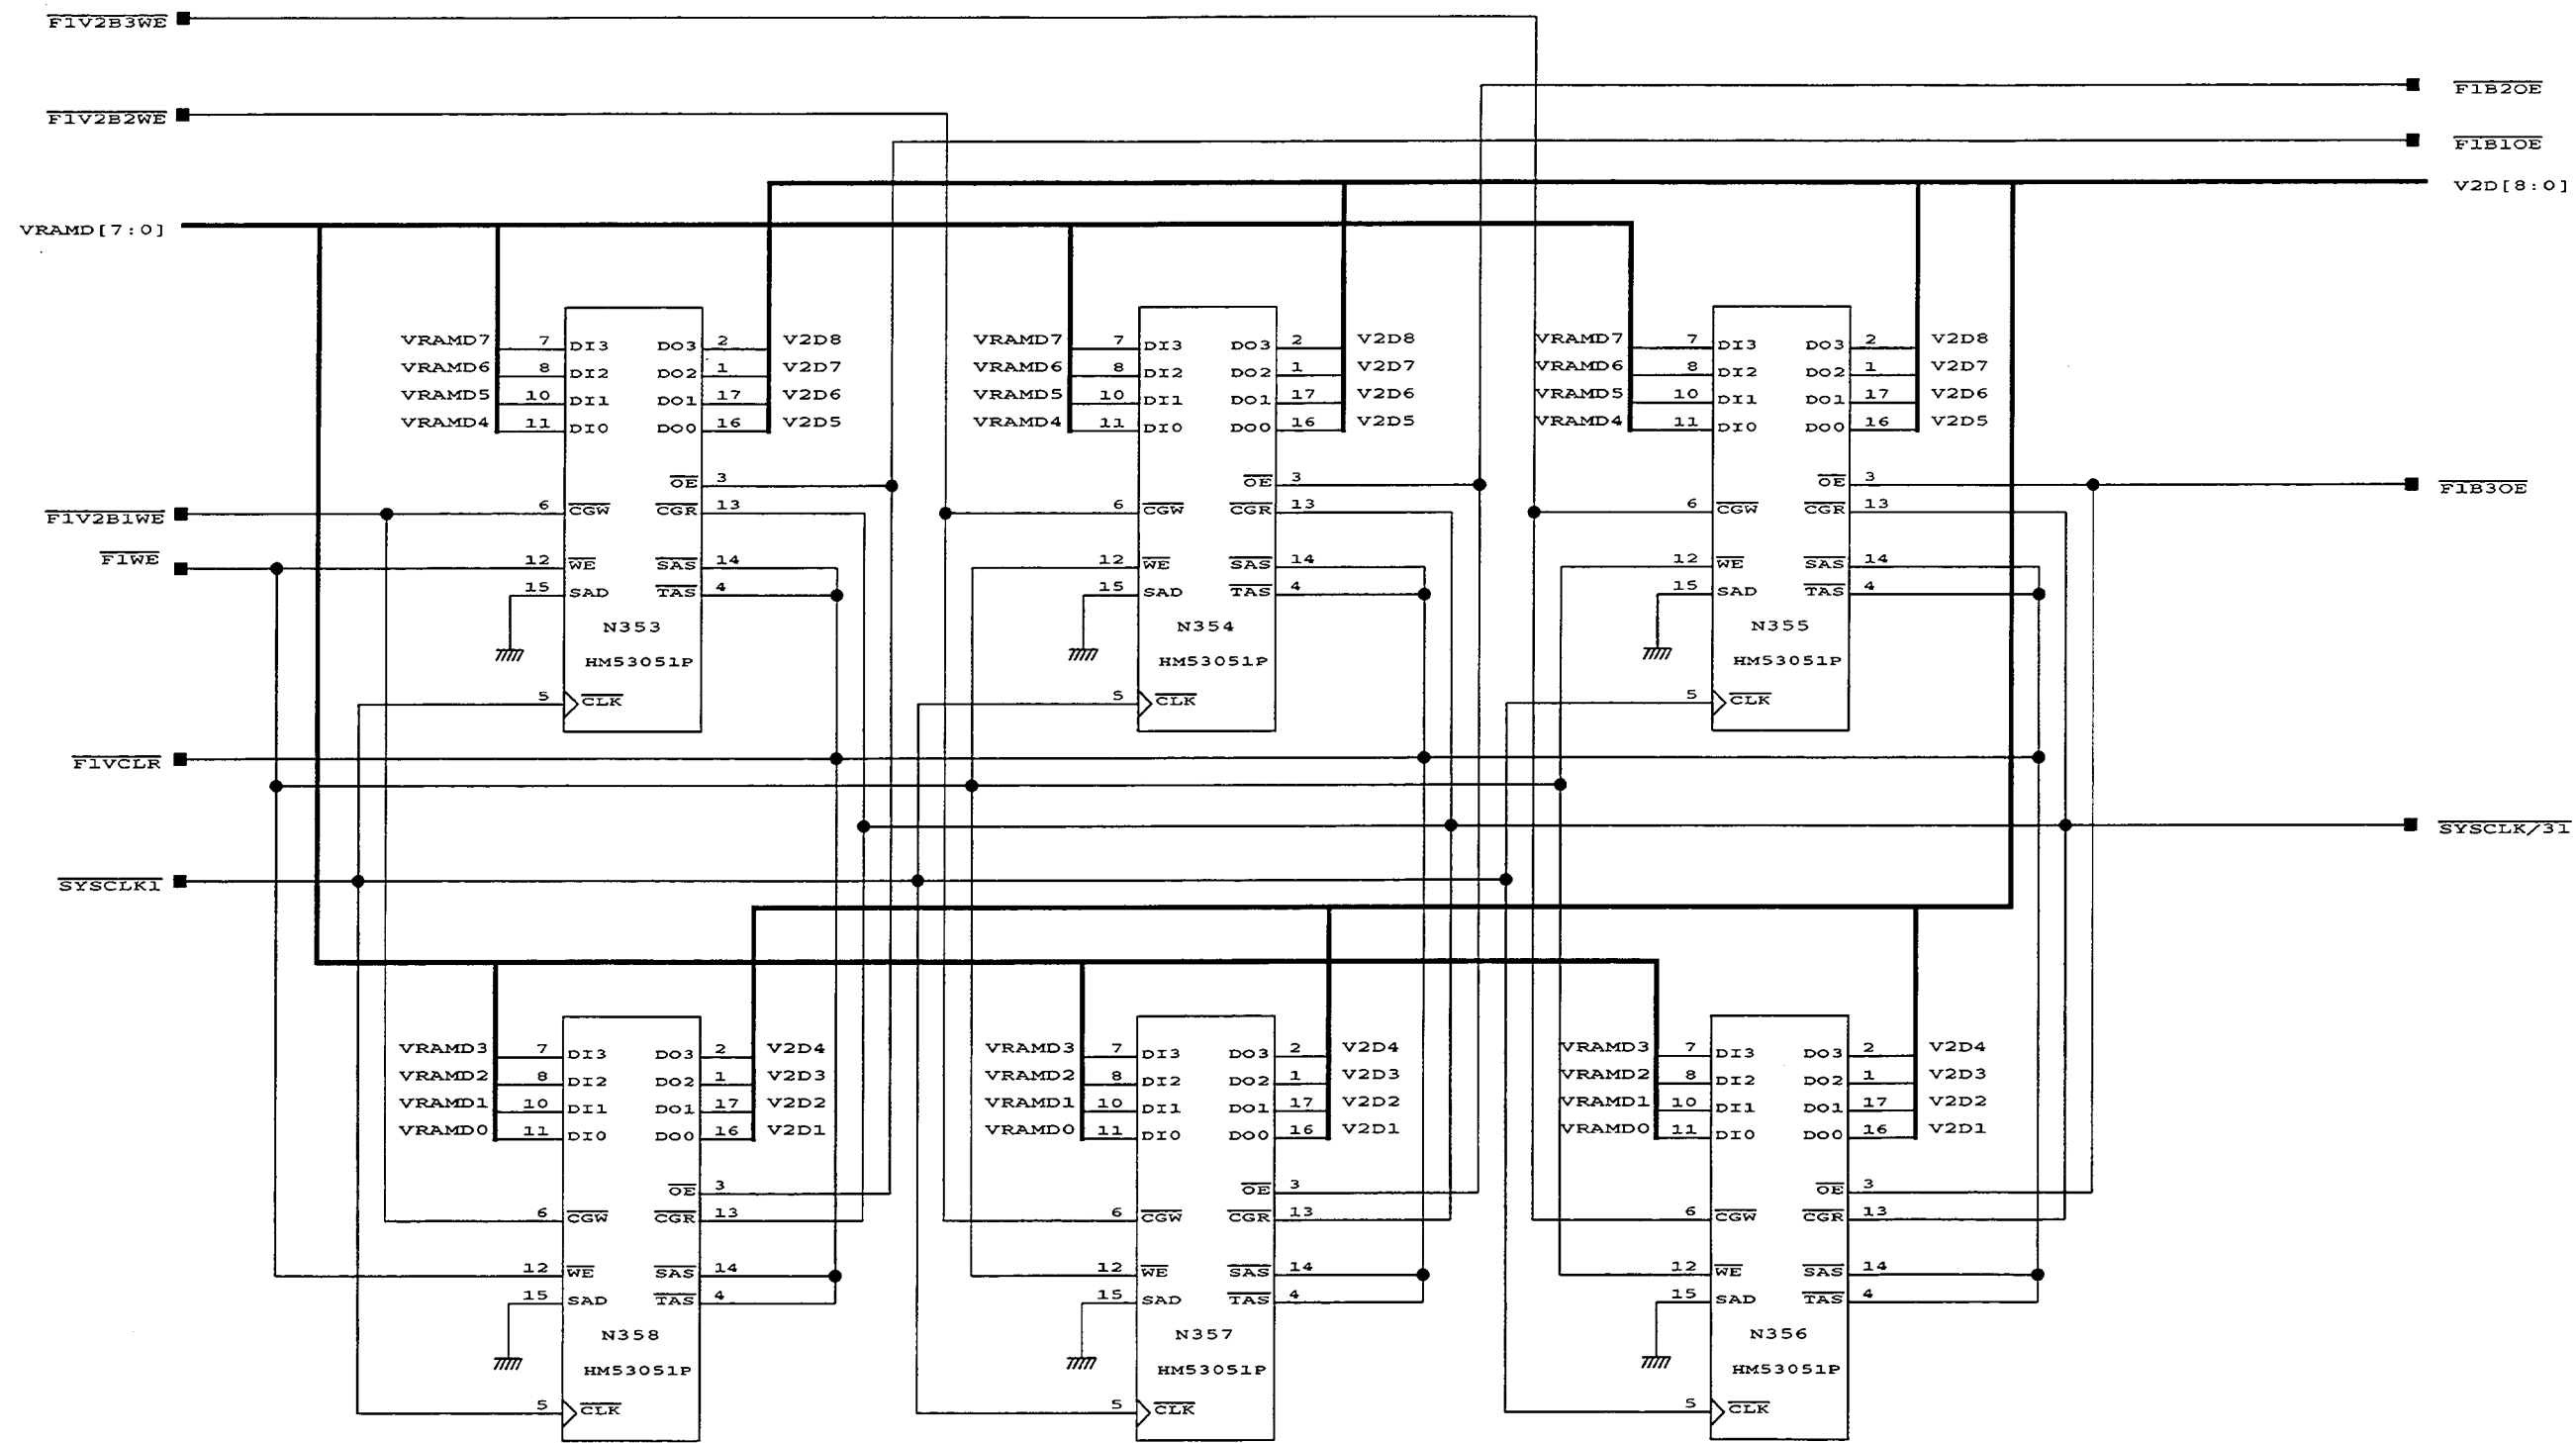 F1V2B3WE
F1B2OE
F1V2B2WE
F1B1OE
V2D[8:0]
VRAMD[7:0]
VRAMD7 7 DI3 DO3 2 V2D8 VRAMD7 7 DI3 DO3 2 V2D8 VRAMD7 7 DI3 DO3 2 V2D8
VRAMD6 8 DI2 DO2 1 V2D7 VRAMD6 8 DI2 DO2 1 V2D7 VRAMD6 8 DI2 DO2 1 V2D7
VRAMD5 10 DI1 DO1 17 V2D6 VRAMD5 10 DI1 DO1 17 V2D6 VRAMD5 10 DI1 DO1 17 V2D6
VRAMD4 11 DI0 DO0 16 V2D5 VRAMD4 11 DI0 DO0 16 V2D5 VRAMD4 11 DI0 DO0 16 V2D5
OE 3 OE 3 OE 3 F1B3OE
F1V2B1WE 6 CGW CGR 13 6 CGW CGR 13 6 CGW CGR 13
F1WE 12 WE SAS 14 12 WE SAS 14 12 WE SAS 14
15 SAD TAS 4 15 SAD TAS 4 15 SAD TAS 4
N353 N354 N355
HM53051P HM53051P HM53051P
5 CLK 5 CLK 5 CLK
F1VCLR
SYSCLK/31
SYSCLK1
VRAMD3 7 DI3 DO3 2 V2D4 VRAMD3 7 DI3 DO3 2 V2D4 VRAMD3 7 DI3 DO3 2 V2D4
VRAMD2 8 DI2 DO2 1 V2D3 VRAMD2 8 DI2 DO2 1 V2D3 VRAMD2 8 DI2 DO2 1 V2D3
VRAMD1 10 DI1 DO1 17 V2D2 VRAMD1 10 DI1 DO1 17 V2D2 VRAMD1 10 DI1 DO1 17 V2D2
VRAMD0 11 DI0 DO0 16 V2D1 VRAMD0 11 DI0 DO0 16 V2D1 VRAMD0 11 DI0 DO0 16 V2D1
OE 3 OE 3 OE 3
6 CGW CGR 13 6 CGW CGR 13 6 CGW CGR 13
12 WE SAS 14 12 WE SAS 14 12 WE SAS 14
15 SAD TAS 4 15 SAD TAS 4 15 SAD TAS 4
N358 N357 N356
HM53051P HM53051P HM53051P
5 CLK 5 CLK 5 CLK